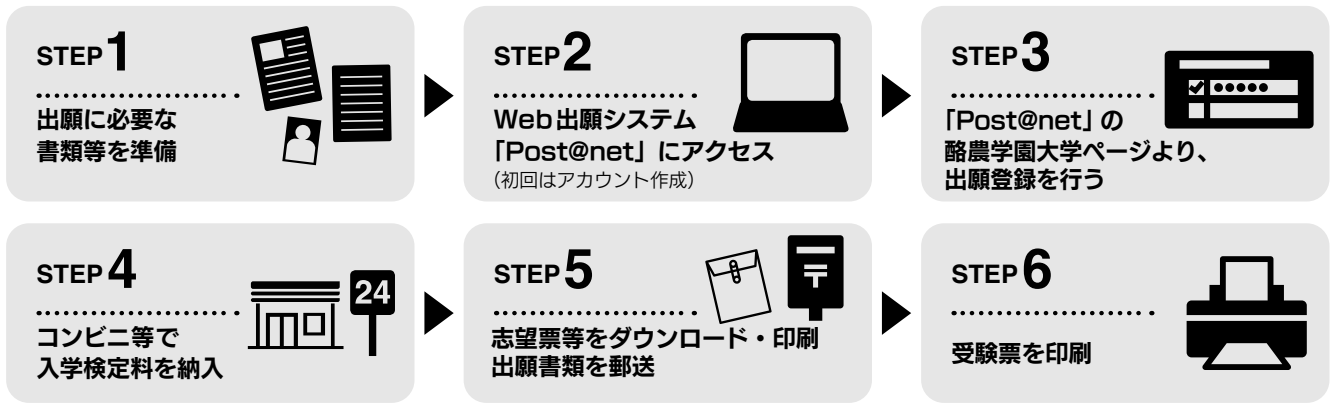 STEP1
出願に必要な
書類等を準備
STEP2
Web出願システム
「Post@net」にアクセス
（初回はアカウント作成）
STEP3
「Post@net」の
酪農学園大学ページより、
出願登録を行う
STEP4
24
コンビニ等で
入学検定料を納入
STEP5
〒
志望票等をダウンロード・印刷
出願書類を郵送
STEP6
受験票を印刷